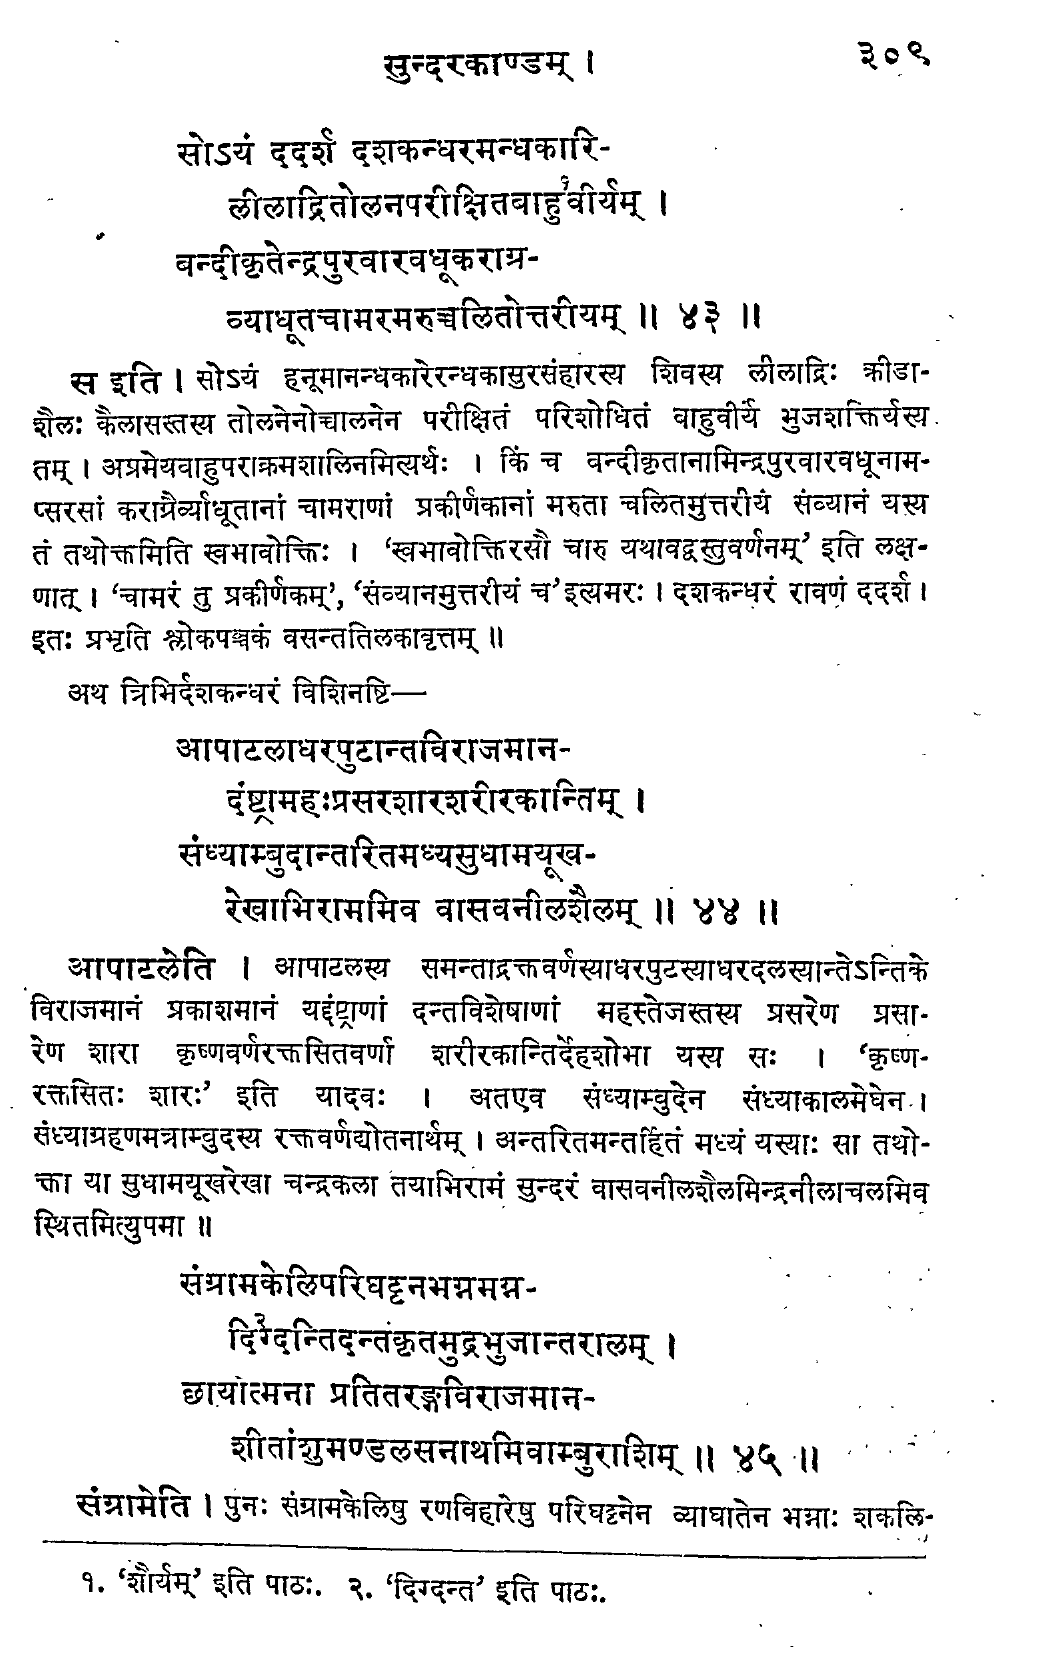 सुन्दरकाण्डम् । ३०९
सोऽयं ददर्श दशकन्धरमन्धकारि-
लीलाद्रितोलनपरीक्षितबाहुवीर्यम्१ ।
बन्दीकृतेन्द्रपुरवारवधूकराग्र-
व्याधूतचामरमरुच्चलितोत्तरीयम् ॥ ४३ ॥
स इति । सोऽयं हनूमानन्धकारेरन्धकासुरसंहारस्य शिवस्य लीलाद्रिः क्रीडा-
शैलः कैलासस्तस्य तोलनेनोच्चालनेन परीक्षितं परिशोधितं वाहुवीर्यं भुजशक्तिर्यस्य
तम् । अप्रमेयवाहुपराक्रमशालिनमित्यर्थः । किं च वन्दीकृतानामिन्द्रपुरवारवधूनाम-
प्सरसां कराग्रैर्व्याधूतानां चामराणां प्रकीर्णकानां मरुता चलितमुत्तरीयं संव्यानं यस्य
तं तथोक्तमिति स्वभावोक्तिः । ‘स्वभावोक्तिरसौ चारु यथावद्वस्तुवर्णनम्’ इति लक्ष-
णात् । ‘चामरं तु प्रकीर्णकम्’, ‘संव्यानमुत्तरीयं च’ इत्यमरः । दशकन्धरं रावणं ददर्श ।
इतः प्रभृति श्लोकपञ्चकं वसन्ततिलकावृत्तम् ॥
अथ त्रिभिर्दशकन्धरं विशिनष्टि—
आपाटलाधरपुटान्तविराजमान-
दंष्ट्रामहःप्रसरशारशरीरकान्तिम् ।
संध्याम्बुदान्तरितमध्यसुधामयूख-
रेखाभिराममिव वासवनीलशैलम् ॥ ४४ ॥
आपाटलेति । आपाटलस्य समन्ताद्रक्तवर्णस्याधरपुटस्याधरदलस्यान्तेऽन्तिके
विराजमानं प्रकाशमानं यद्दंष्ट्राणां दन्तविशेषाणां महस्तेजस्तस्य प्रसरेण प्रसा-
रेण शारा कृष्णवर्णरक्तसितवर्णा शरीरकान्तिर्देहशोभा यस्य सः । ‘कृष्ण-
रक्तसितः शारः’ इति यादवः । अतएव संध्याम्बुदेन संध्याकालमेघेन ।
संध्याग्रहणमत्राम्बुदस्य रक्तवर्णद्योतनार्थम् । अन्तरितमन्तर्हितं मध्यं यस्याः सा तथो-
क्ता या सुधामयूखरेखा चन्द्रकला तयाभिरामं सुन्दरं वासवनीलशैलमिन्द्रनीलाचलमिव
स्थितमित्युपमा ॥
संग्रामकेलिपरिघट्टनभग्नमग्न-
दिग्दन्तिदन्त२कृतमुद्रभुजान्तरालम् ।
छायात्मना प्रतितरङ्गविराजमान-
शीतांशुमण्डलसनाथमिवाम्बुराशिम् ॥ ४५ ॥
संग्रामेति । पुनः संग्रामकेलिषु रणविहारेषु परिघट्टनेन व्याघातेन भग्नाः शकलि-
१. ‘शौर्यम्’ इति पाठः. २. ‘दिग्दन्त’ इति पाठः.